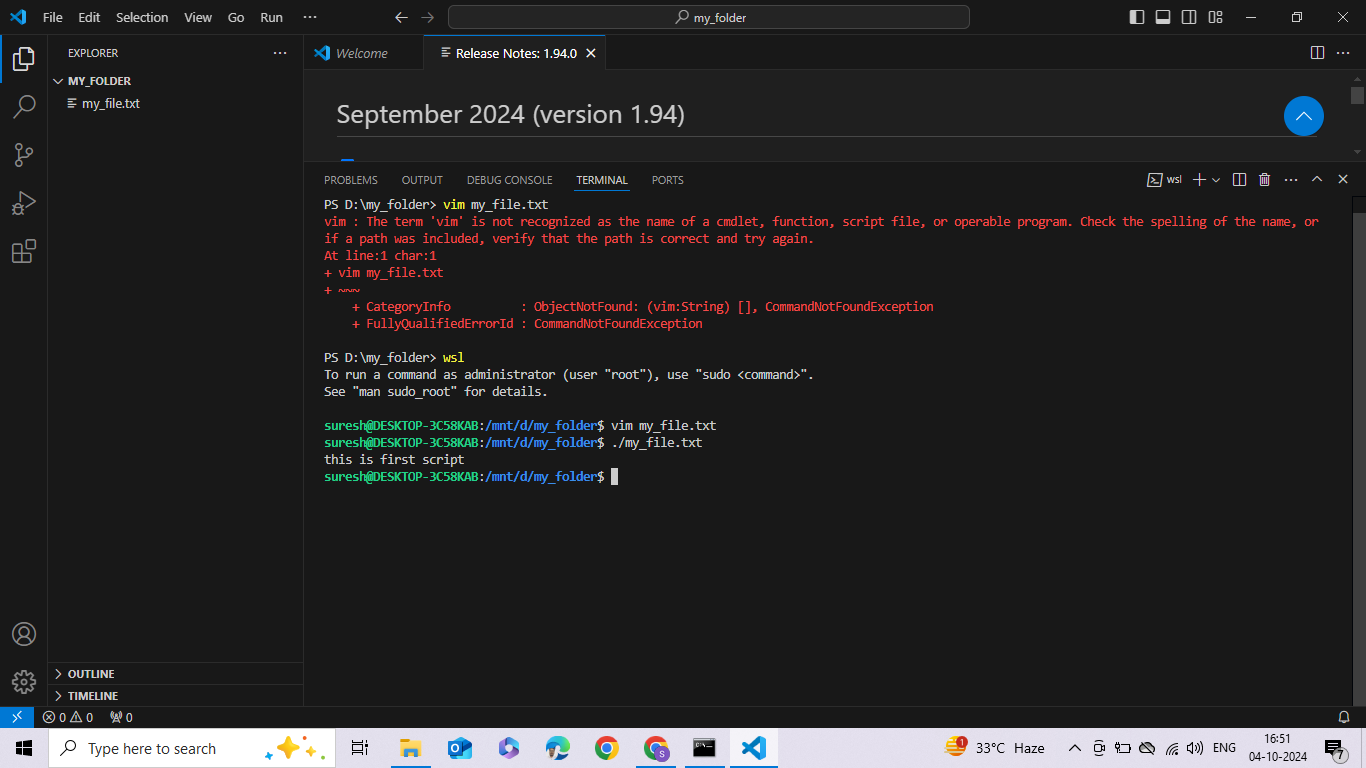 File Edit Selection View Go Run ···
my_folder
EXPLORER
MY_FOLDER
my_file.txt
OUTLINE
TIMELINE
Welcome
Release Notes: 1.94.0
September 2024 (version 1.94)
PROBLEMS OUTPUT DEBUG CONSOLE TERMINAL PORTS
wsl
PS D:\my_folder> vim my_file.txt
vim : The term 'vim' is not recognized as the name of a cmdlet, function, script file, or operable program. Check the spelling of the name, or
if a path was included, verify that the path is correct and try again.
At line:1 char:1
+ vim my_file.txt
+ ~~~
+ CategoryInfo : ObjectNotFound: (vim:String) [], CommandNotFoundException
+ FullyQualifiedErrorId : CommandNotFoundException
PS D:\my_folder> wsl
To run a command as administrator (user "root"), use "sudo <command>".
See "man sudo_root" for details.
suresh@DESKTOP-3C58KAB:/mnt/d/my_folder$ vim my_file.txt
suresh@DESKTOP-3C58KAB:/mnt/d/my_folder$ ./my_file.txt
this is first script
suresh@DESKTOP-3C58KAB:/mnt/d/my_folder$
0 0 0
Type here to search
S
1
33°C Haze
ENG
16:51
04-10-2024
7